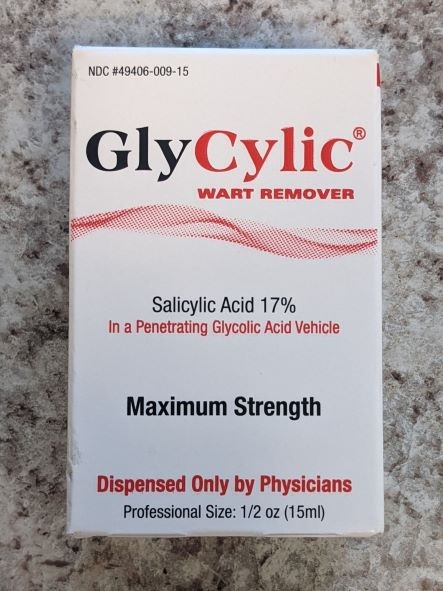 NDC #49406-009-15
GlyCylic®
WART REMOVER
Salicylic Acid 17%
In a Penetrating Glycolic Acid Vehicle
Maximum Strength
Dispensed Only by Physicians
Professional Size: 1/2 oz (15ml)